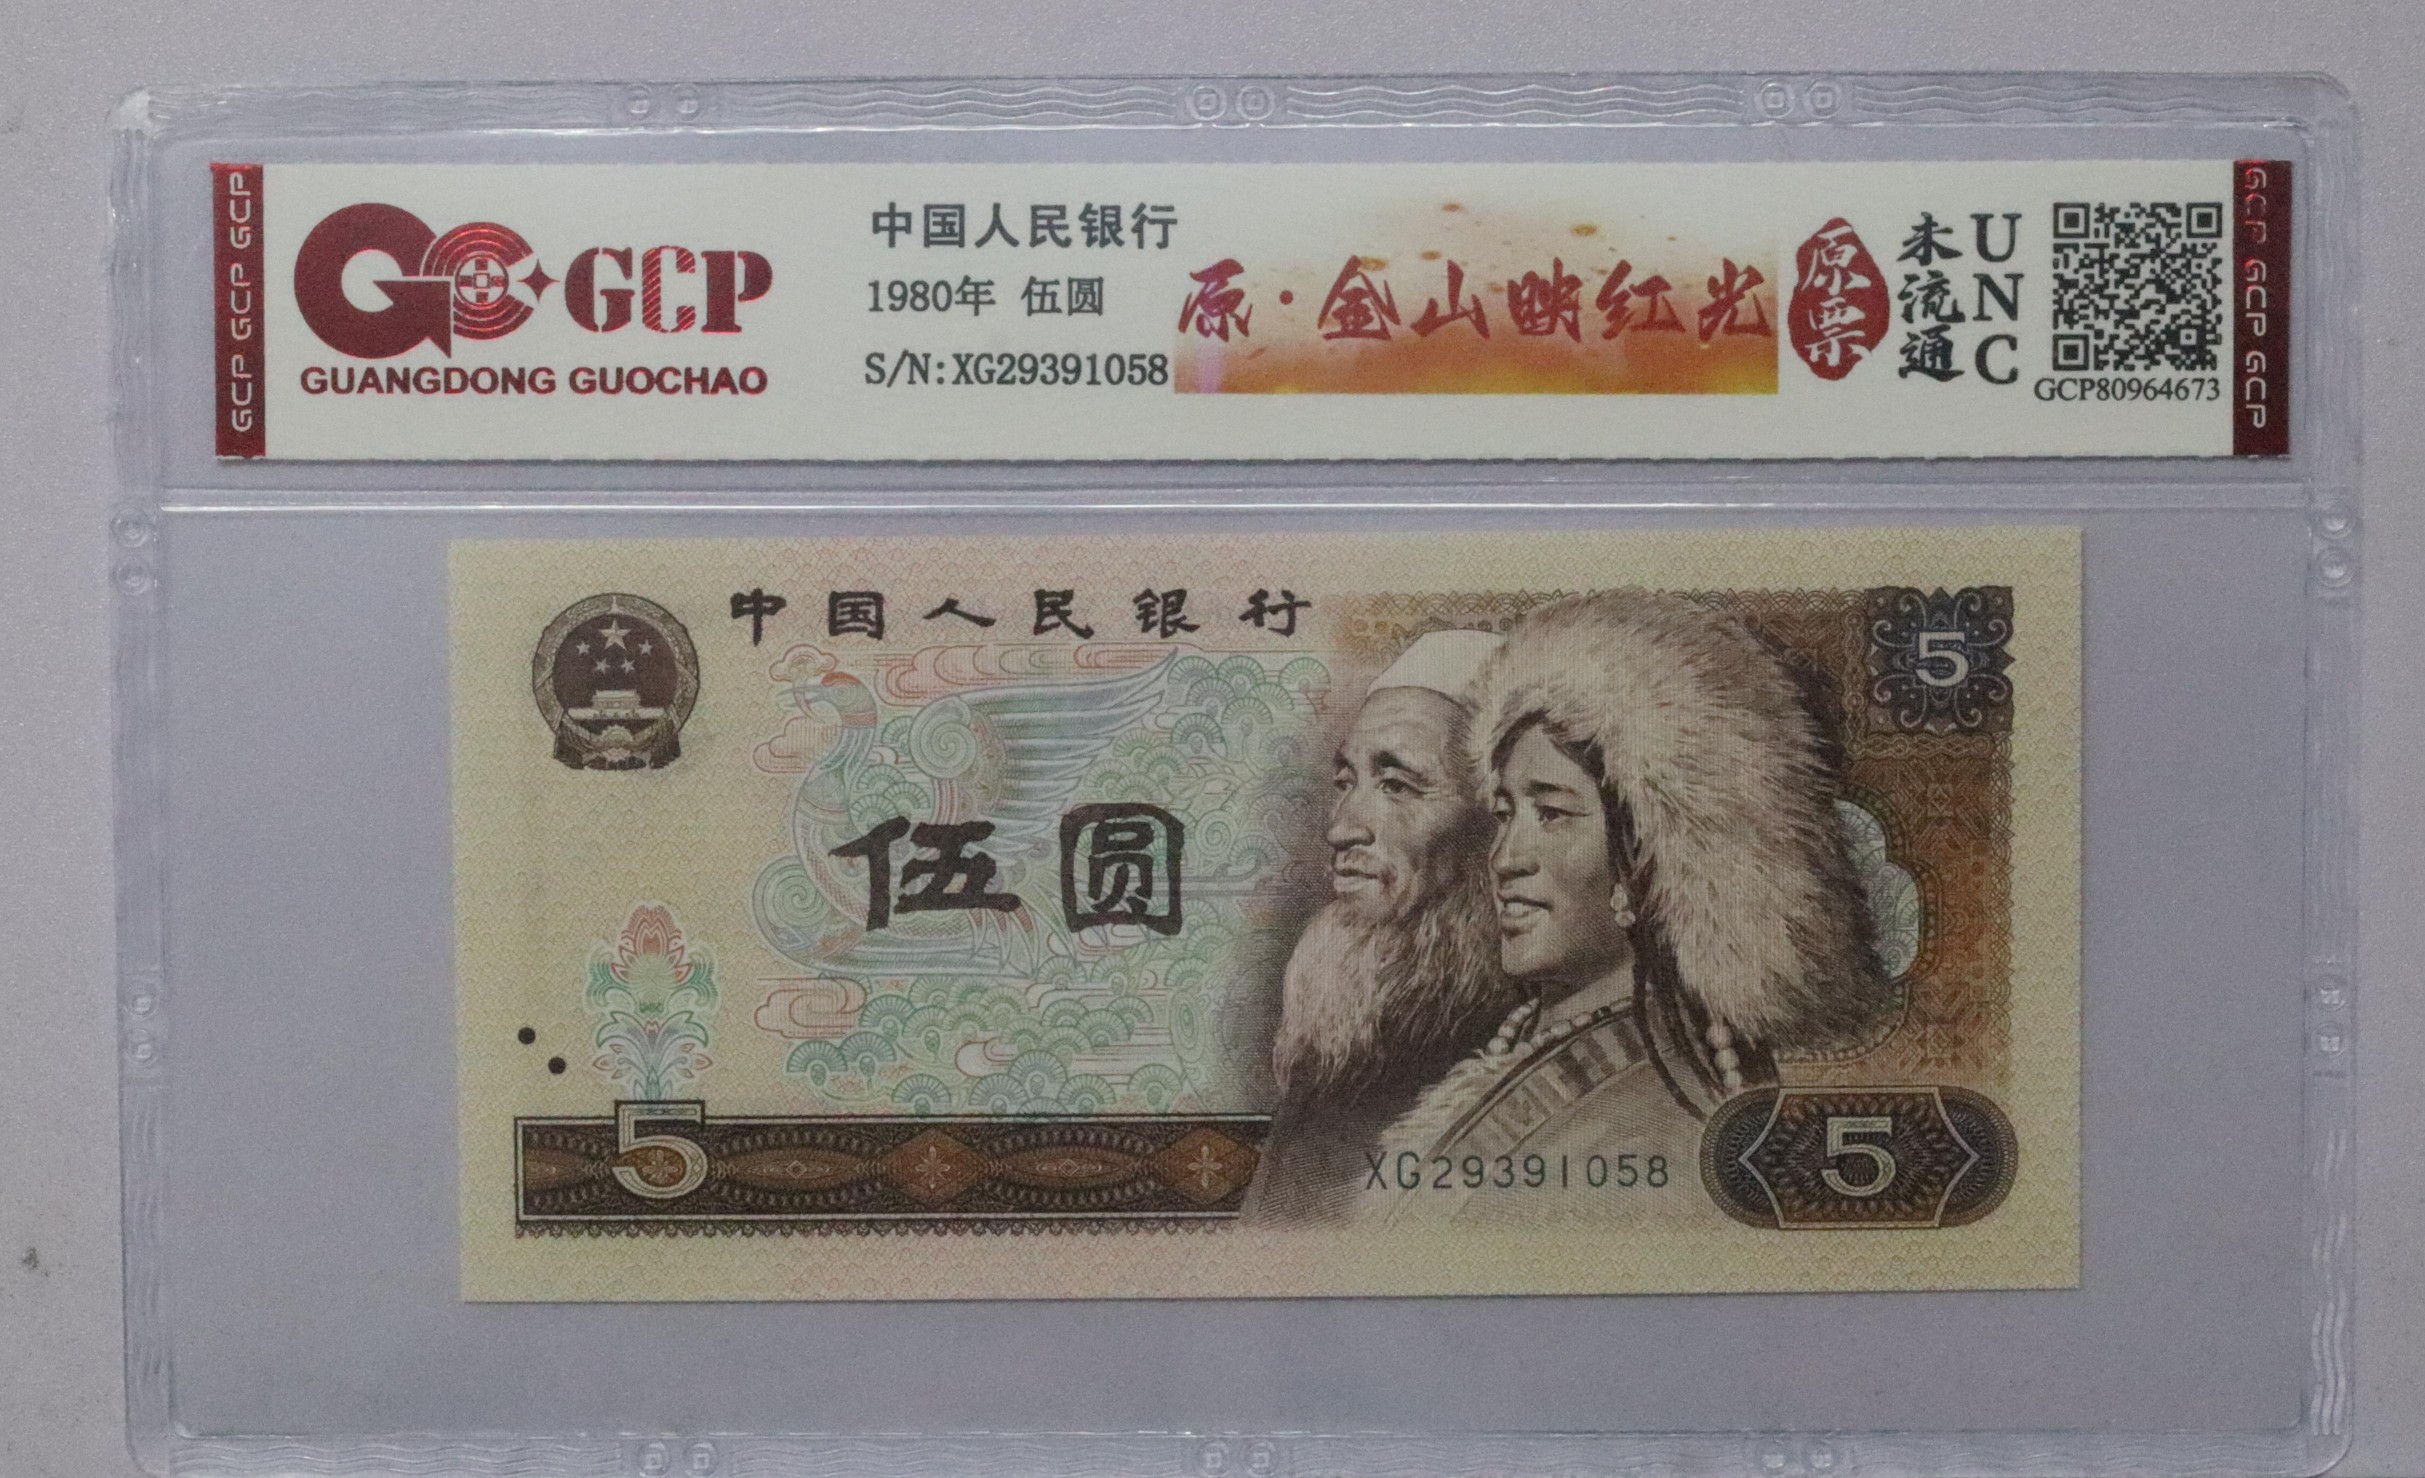 GCP GCP GCP
GCP
GUANGDONG GUOCHAO
中国人民银行
1980年 伍圆
S/N:XG29391058
原·金山映红光
原票
未流通
UNC
GCP80964673
GCP GCP GCP
中国人民银行
5
伍圆
5
XG29391058
5